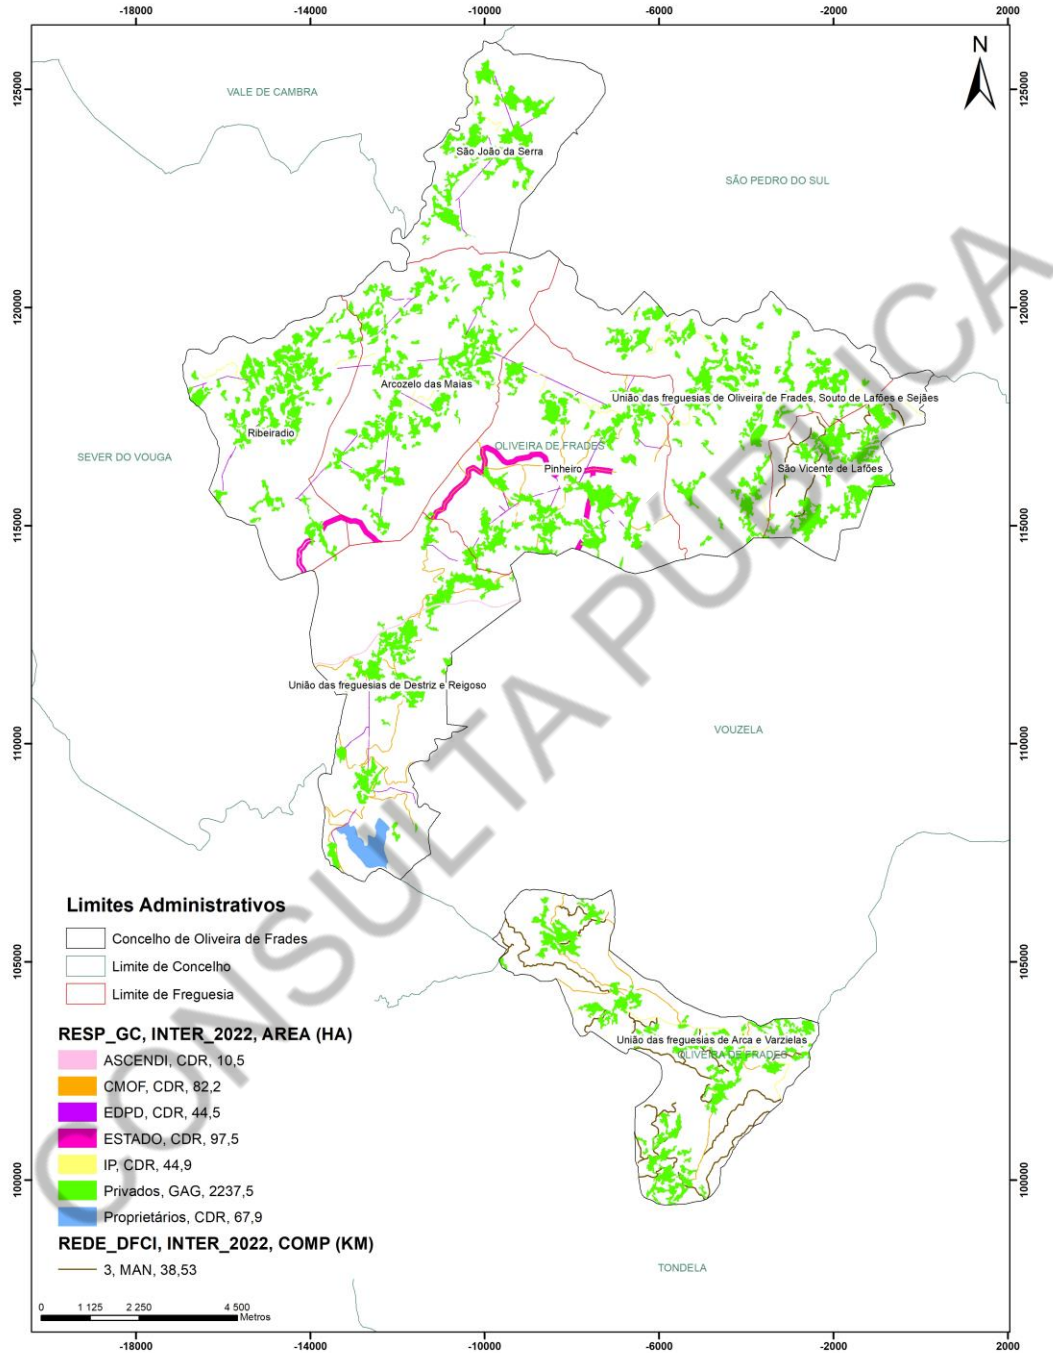 -18000 -14000 -10000 -6000 -2000 2000
125000 125000
N
VALE DE CAMBRA
São João da Serra
SÃO PEDRO DO SUL
120000 120000
Arcozelo das Maias
União das freguesias de Oliveira de Frades, Souto de Lafões e Sejães
Ribeiradio
OLIVEIRA DE FRADES
SEVER DO VOUGA
Pinheiro
São Vicente de Lafões
115000 115000
União das freguesias de Destriz e Reigoso
VOUZELA
110000 110000
CONSULTA PÚBLICA
Limites Administrativos
Concelho de Oliveira de Frades
Limite de Concelho
Limite de Freguesia
105000 105000
RESP_GC, INTER_2022, AREA (HA)
ASCENDI, CDR, 10,5
CMOF, CDR, 82,2
EDPD, CDR, 44,5
ESTADO, CDR, 97,5
IP, CDR, 44,9
Privados, GAG, 2237,5
Proprietários, CDR, 67,9
União das freguesias de Arca e Varzielas
OLIVEIRA DE FRADES
100000 100000
REDE_DFCI, INTER_2022, COMP (KM)
3, MAN, 38,53
TONDELA
0 1 125 2 250 4 500
Metros
-18000 -14000 -10000 -6000 -2000 2000